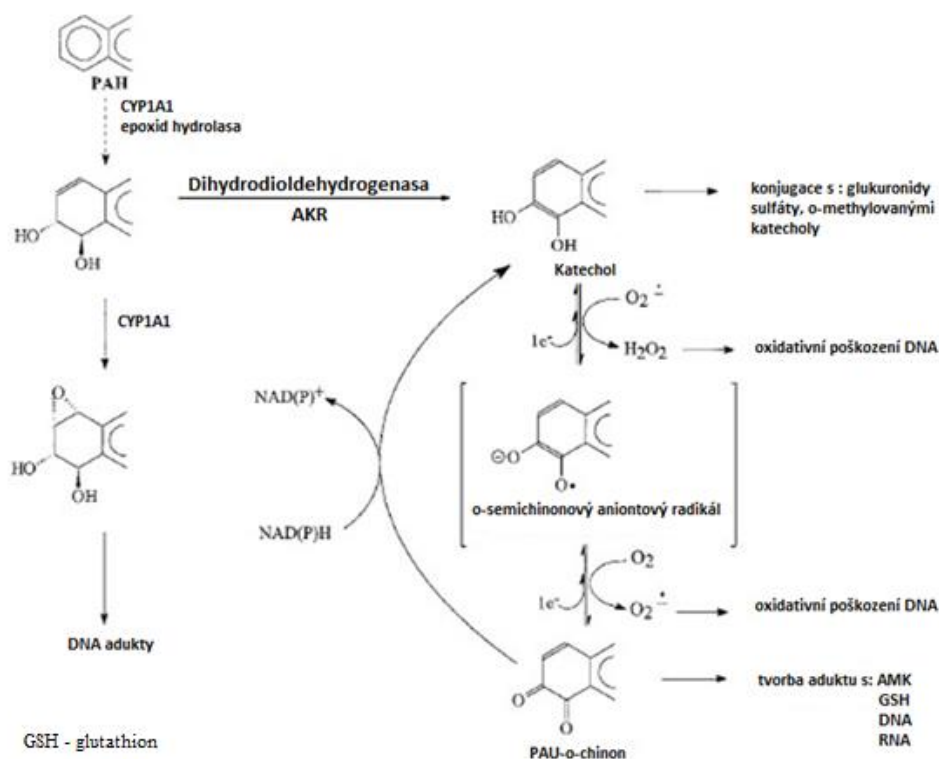 PAH
CYP1A1
epoxid hydrolasa
Dihydrodioldehydrogenasa
AKR
HO
OH
HO
OH
Katechol
konjugace s : glukuronidy
sulfáty, o-methylovanými
katecholy
CYP1A1
1e-
O2 ∸
H2O2
oxidativní poškození DNA
O
HO
OH
NAD(P)+
NAD(P)H
⊖O
O•
o-semichinonový aniontový radikál
DNA adukty
1e-
O2
O2 ∸
oxidativní poškození DNA
O
O
PAU-o-chinon
tvorba aduktu s: AMK
GSH
DNA
RNA
GSH - glutathion